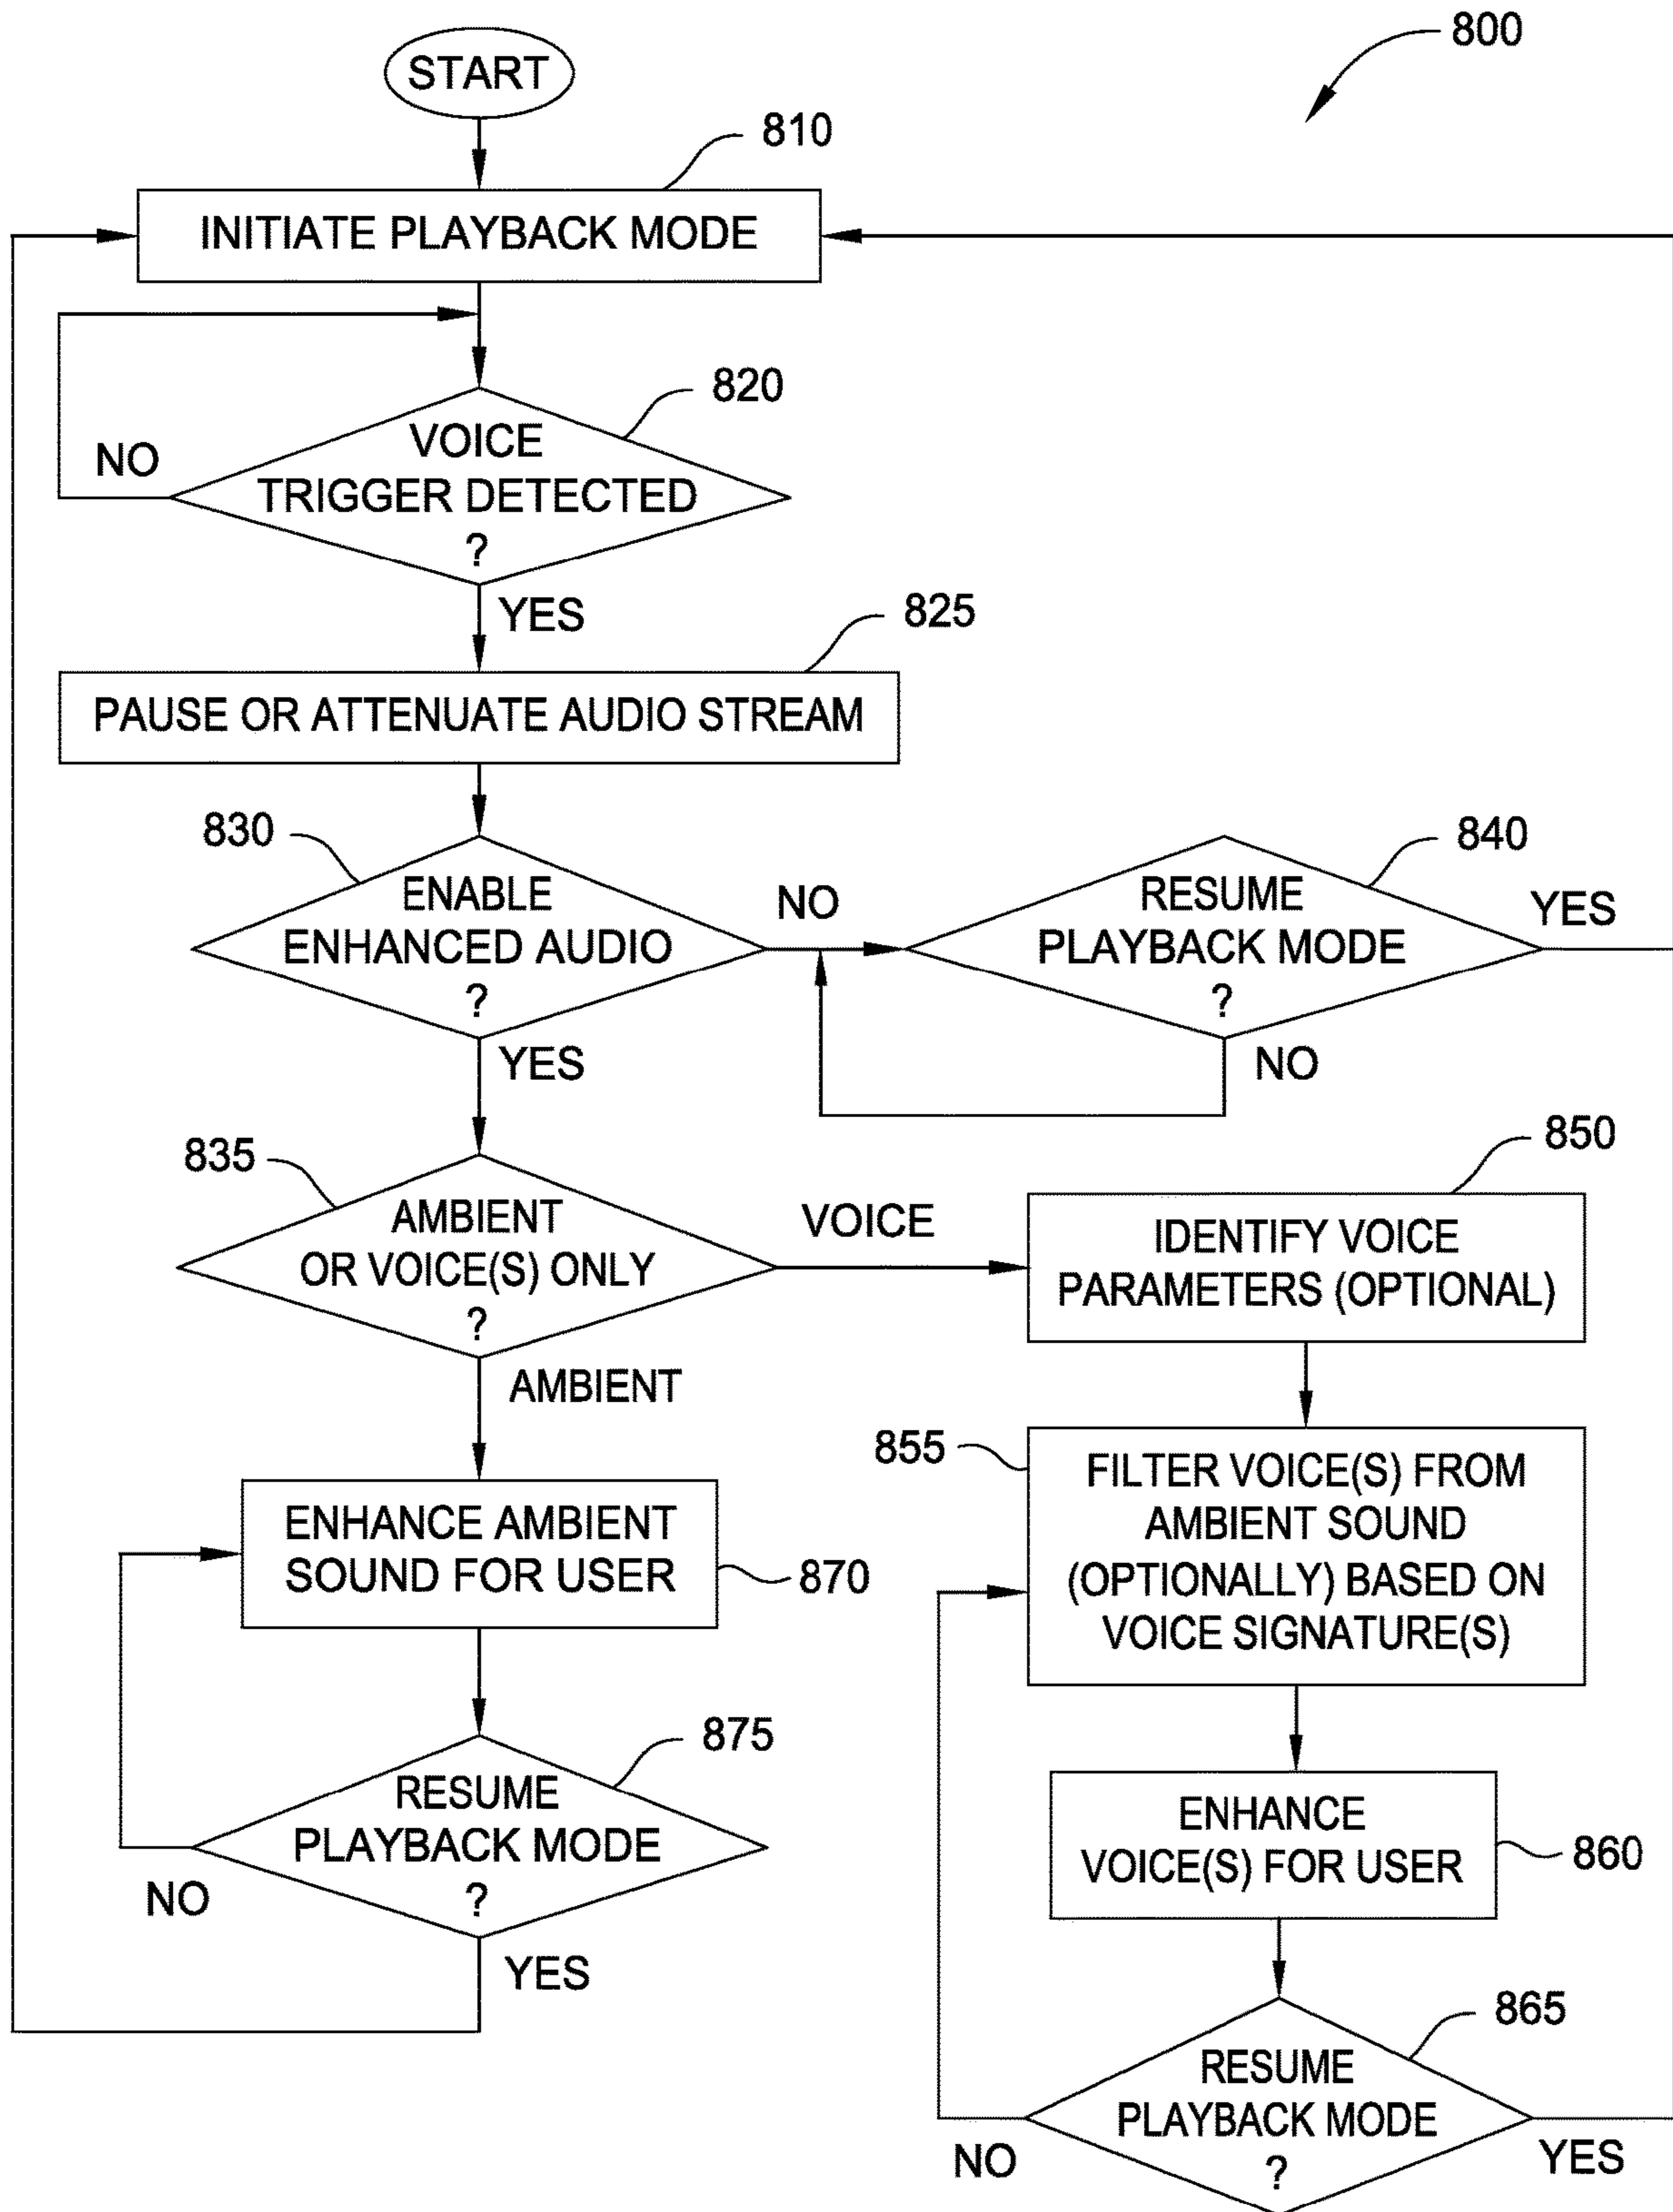 800
START
810
INITIATE PLAYBACK MODE
820
VOICE
TRIGGER DETECTED
?
NO
YES
825
PAUSE OR ATTENUATE AUDIO STREAM
830
ENABLE
ENHANCED AUDIO
?
NO
YES
840
RESUME
PLAYBACK MODE
?
YES
NO
835
AMBIENT
OR VOICE(S) ONLY
?
VOICE
AMBIENT
850
IDENTIFY VOICE
PARAMETERS (OPTIONAL)
855
FILTER VOICE(S) FROM
AMBIENT SOUND
(OPTIONALLY) BASED ON
VOICE SIGNATURE(S)
ENHANCE AMBIENT
SOUND FOR USER
870
875
RESUME
PLAYBACK MODE
?
NO
YES
ENHANCE
VOICE(S) FOR USER
860
865
RESUME
PLAYBACK MODE
?
NO
YES